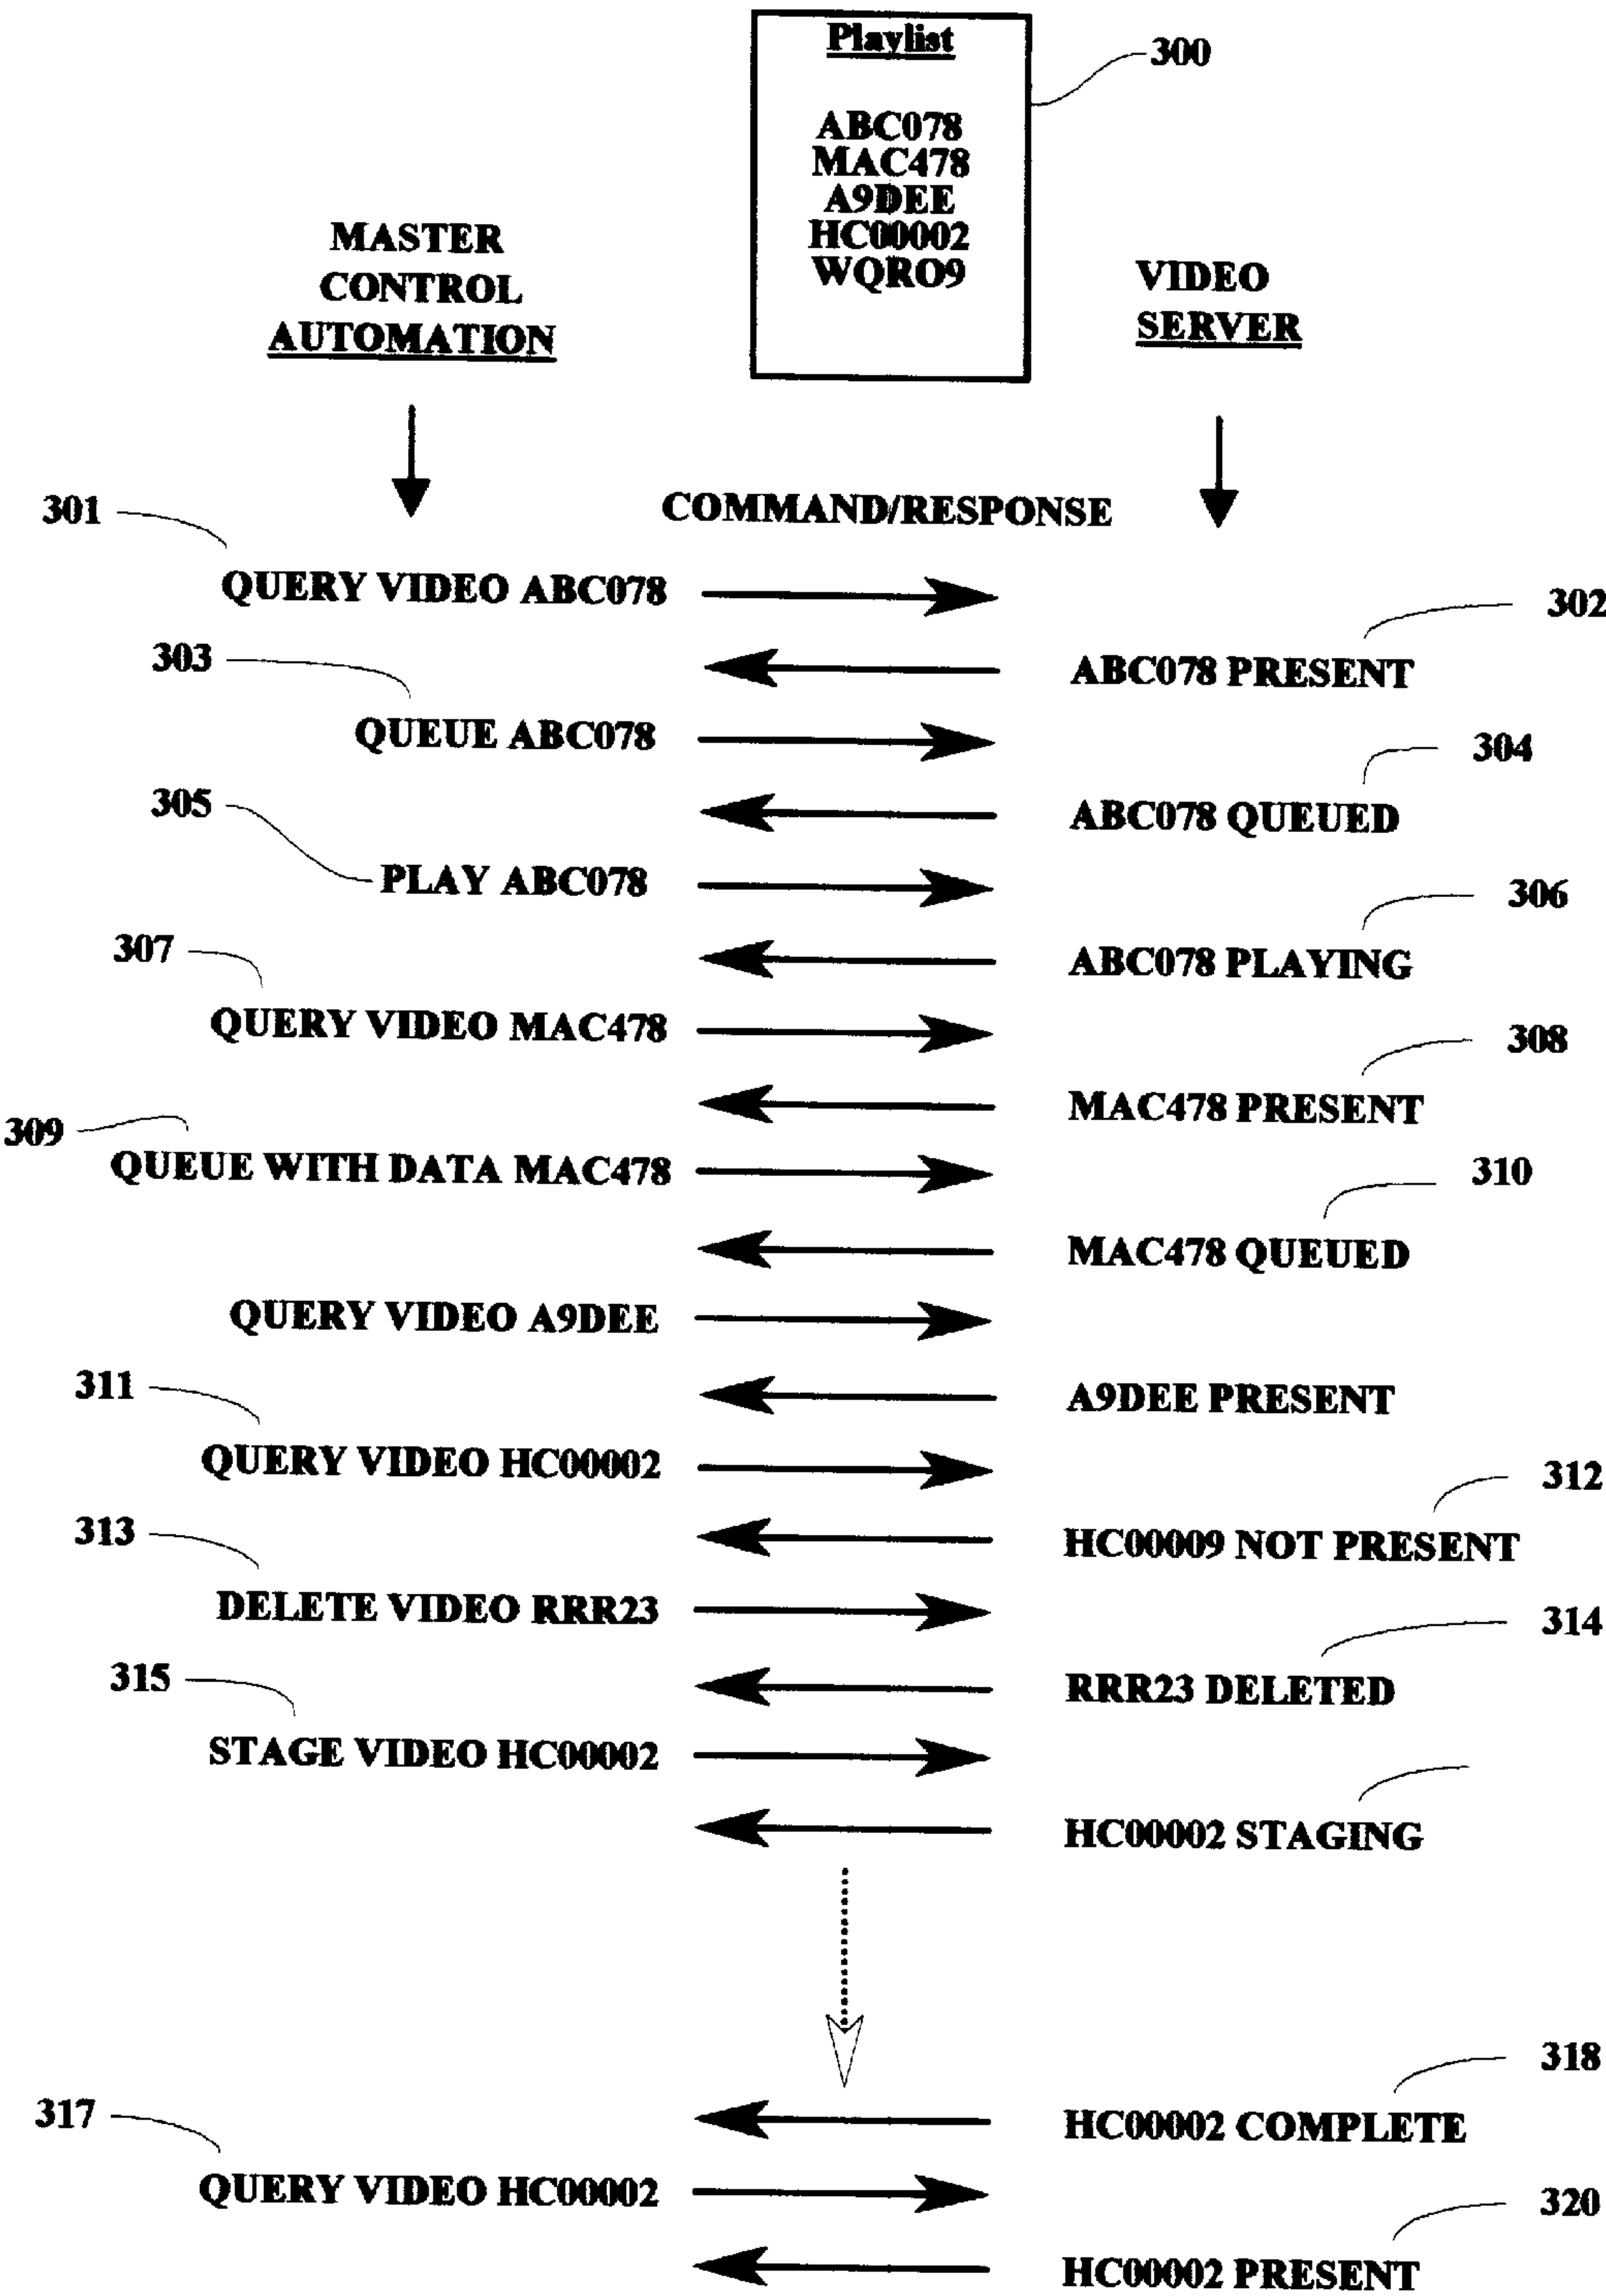 Playlist
300
ABC078
MAC478
A9DEE
HC00002
WQRO9
MASTER
CONTROL
AUTOMATION
VIDEO
SERVER
COMMAND/RESPONSE
301
QUERY VIDEO ABC078
302
ABC078 PRESENT
303
QUEUE ABC078
304
ABC078 QUEUED
305
PLAY ABC078
306
ABC078 PLAYING
307
QUERY VIDEO MAC478
308
MAC478 PRESENT
309
QUEUE WITH DATA MAC478
310
MAC478 QUEUED
QUERY VIDEO A9DEE
A9DEE PRESENT
311
QUERY VIDEO HC00002
312
HC00009 NOT PRESENT
313
DELETE VIDEO RRR23
314
RRR23 DELETED
315
STAGE VIDEO HC00002
HC00002 STAGING
318
HC00002 COMPLETE
317
QUERY VIDEO HC00002
320
HC00002 PRESENT